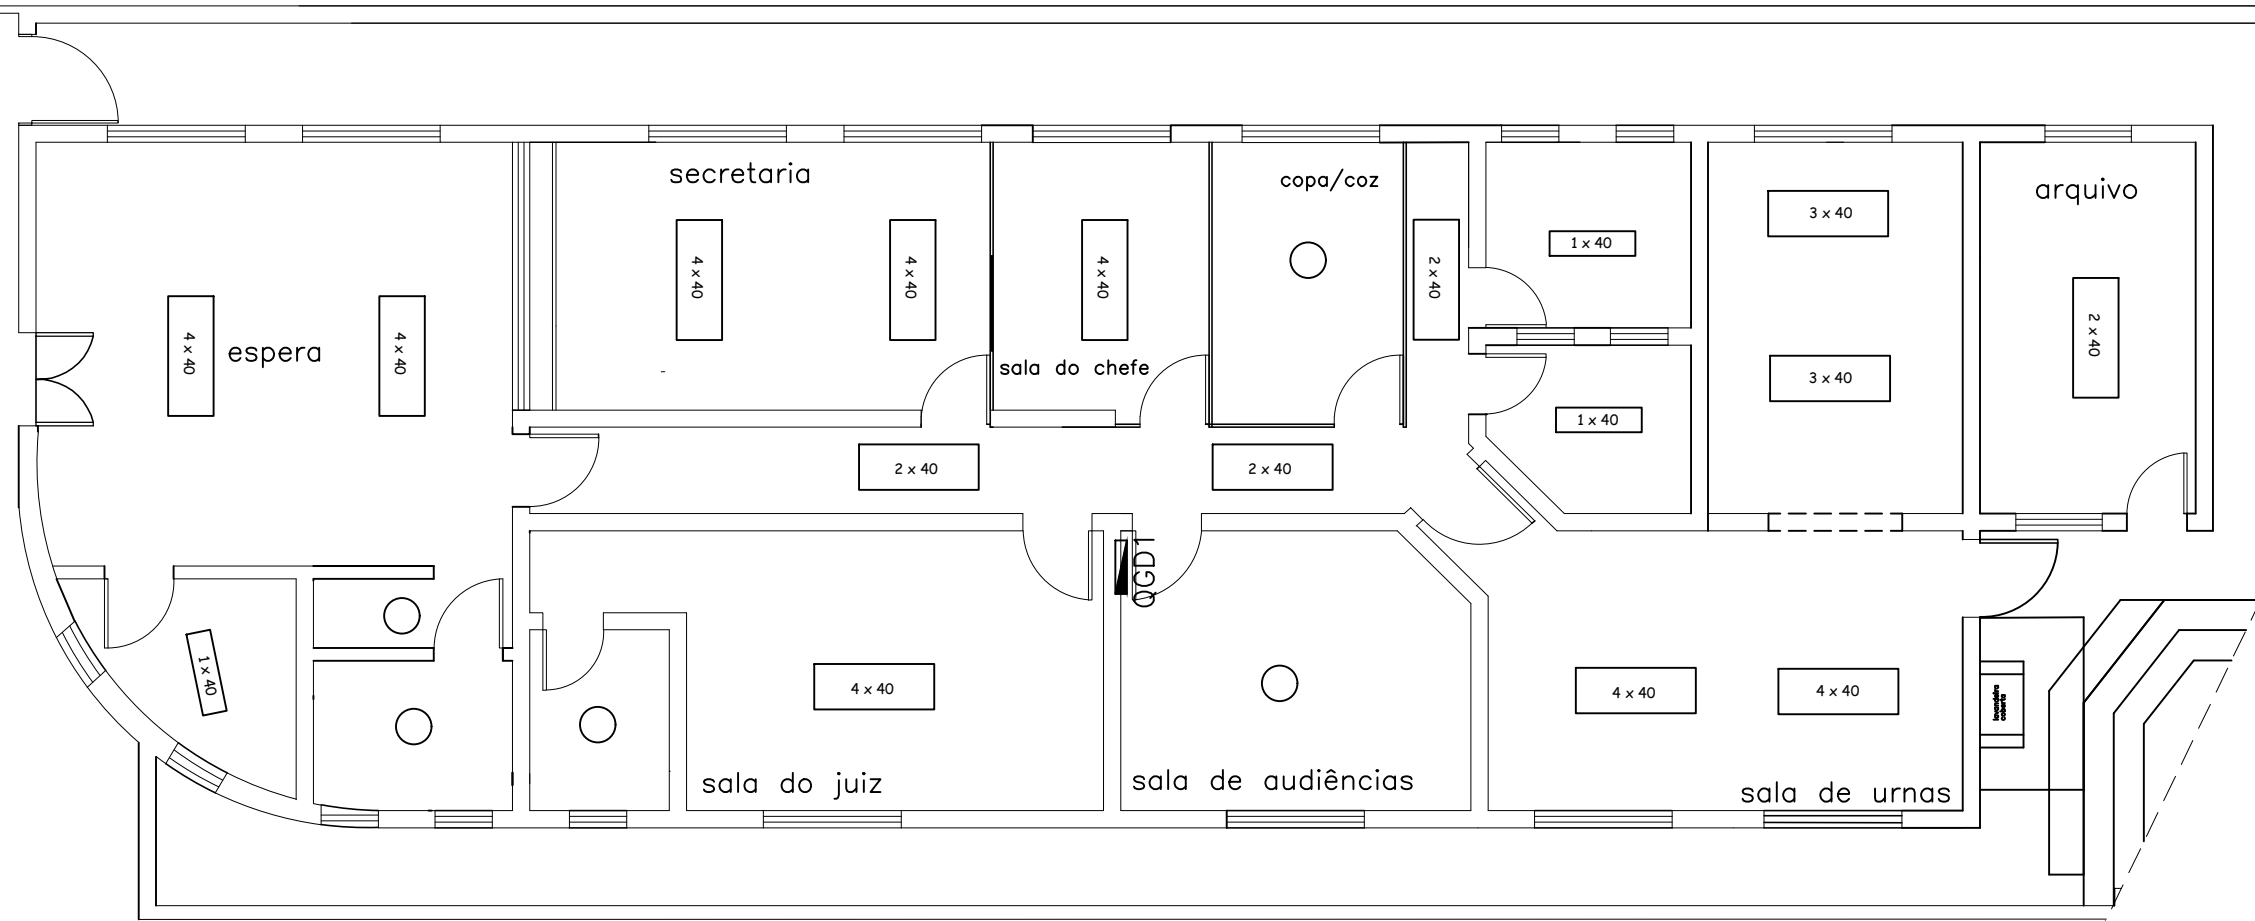 secretaria
copa/coz
arquivo
3 x 40
1 x 40
4 x 40
4 x 40
4 x 40
2 x 40
2 x 40
4 x 40
espera
4 x 40
sala do chefe
3 x 40
1 x 40
2 x 40
2 x 40
QGD1
1 x 40
4 x 40
4 x 40
4 x 40
lavanderia
coberta
sala do juiz
sala de audiências
sala de urnas